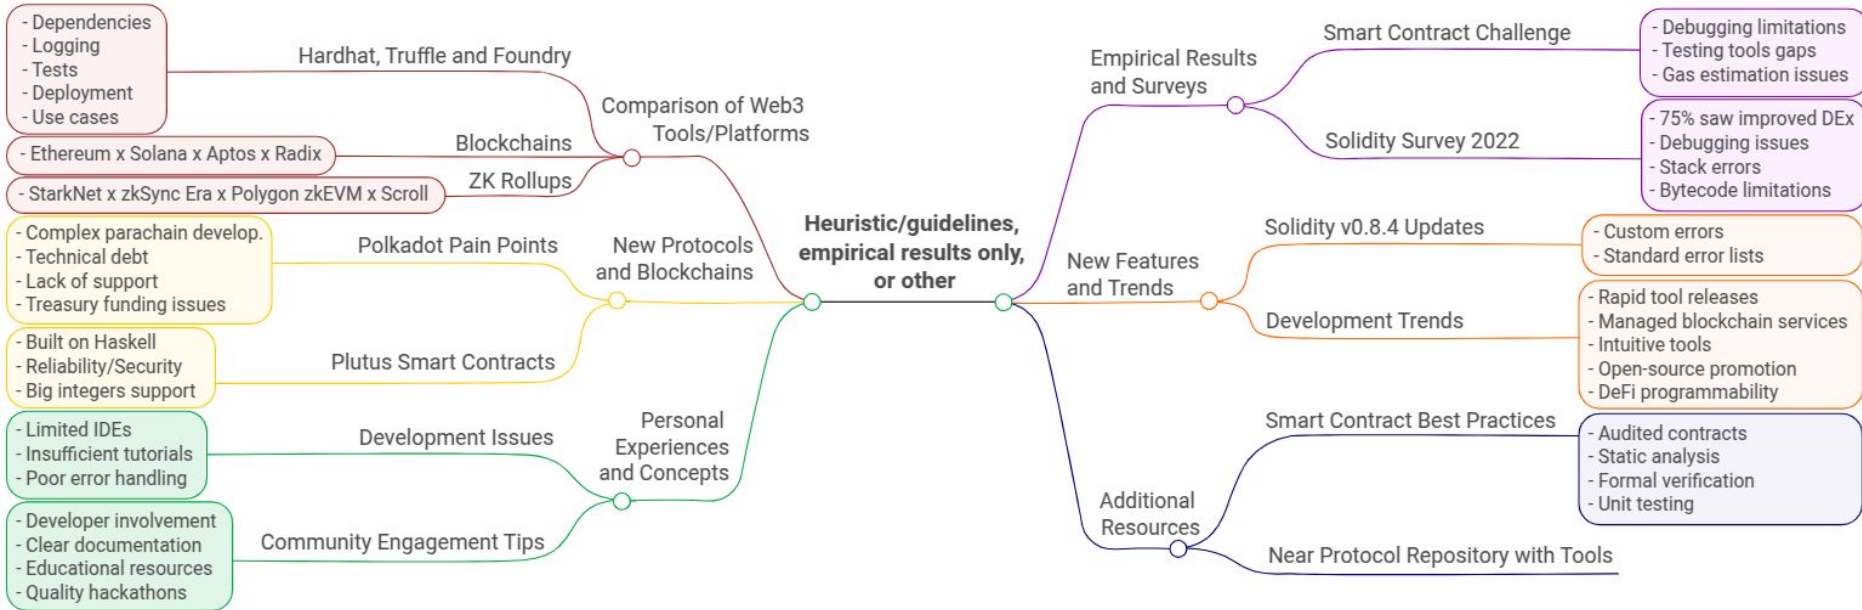 - Dependencies
- Logging
- Tests
- Deployment
- Use cases
Hardhat, Truffle and Foundry
Comparison of Web3
Tools/Platforms
Blockchains
- Ethereum x Solana x Aptos x Radix
ZK Rollups
- StarkNet x zkSync Era x Polygon zkEVM x Scroll
- Complex parachain develop.
- Technical debt
- Lack of support
- Treasury funding issues
Polkadot Pain Points
New Protocols
and Blockchains
- Built on Haskell
- Reliability/Security
- Big integers support
Plutus Smart Contracts
- Limited IDEs
- Insufficient tutorials
- Poor error handling
Development Issues
Personal
Experiences
and Concepts
- Developer involvement
- Clear documentation
- Educational resources
- Quality hackathons
Community Engagement Tips
Heuristic/guidelines,
empirical results only,
or other
Empirical Results
and Surveys
Smart Contract Challenge
- Debugging limitations
- Testing tools gaps
- Gas estimation issues
Solidity Survey 2022
- 75% saw improved DEx
- Debugging issues
- Stack errors
- Bytecode limitations
New Features
and Trends
Solidity v0.8.4 Updates
- Custom errors
- Standard error lists
Development Trends
- Rapid tool releases
- Managed blockchain services
- Intuitive tools
- Open-source promotion
- DeFi programmability
Additional
Resources
Smart Contract Best Practices
- Audited contracts
- Static analysis
- Formal verification
- Unit testing
Near Protocol Repository with Tools